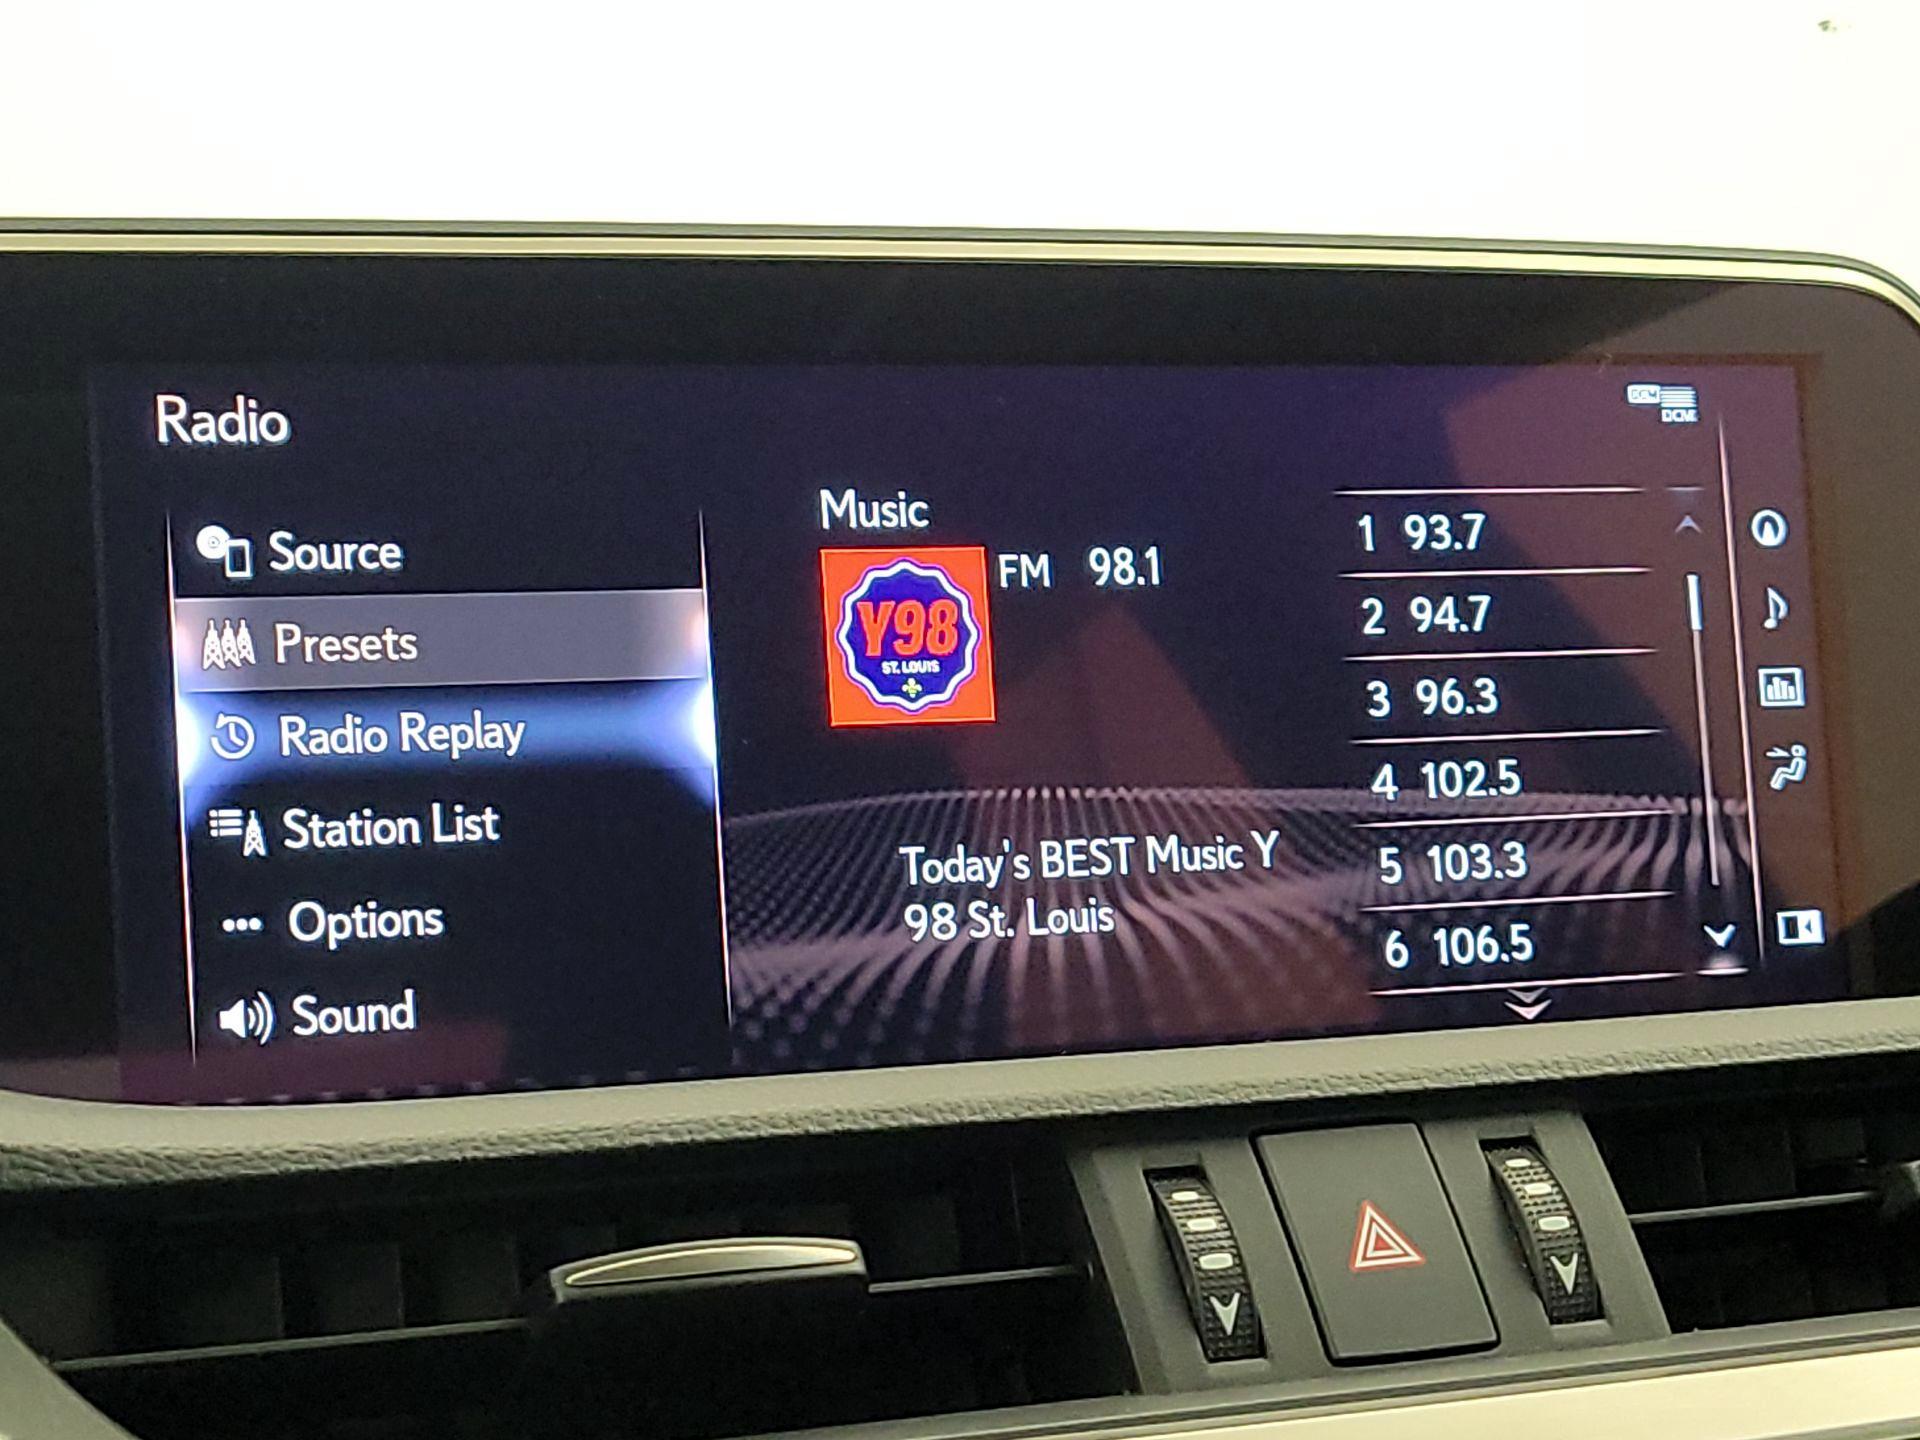 Radio
DCM
Source
Presets
Radio Replay
Station List
Options
Sound
Music
Y98
ST. LOUIS
FM 98.1
Today's BEST Music Y
98 St. Louis
1 93.7
2 94.7
3 96.3
4 102.5
5 103.3
6 106.5